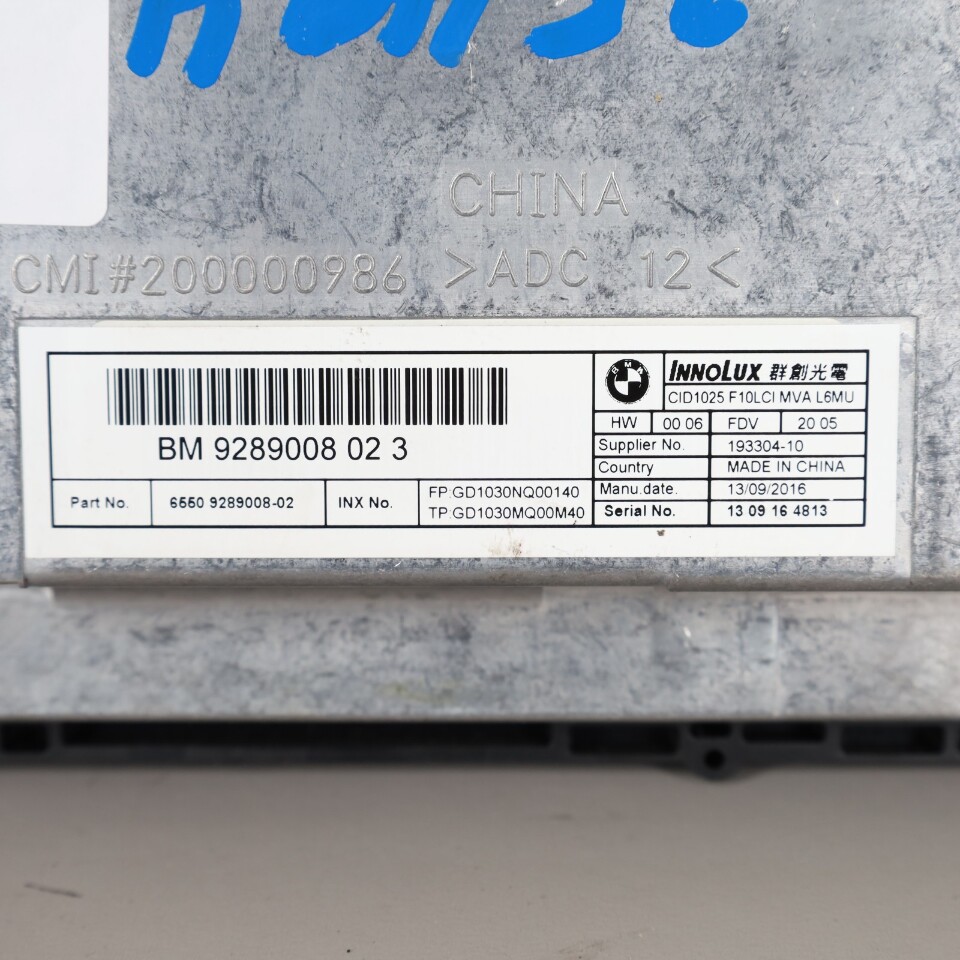 CHINA
CMI#200000986 >ADC 12<
BM 9289008 02 3
Part No. 6550 9289008-02 INX No. FP:GD1030NQ00140
TP:GD1030MQ00M40
BMW
INNOLUX 群創光電
CID1025 F10LCI MVA L6MU
HW 00 06 FDV 20 05
Supplier No. 193304-10
Country MADE IN CHINA
Manu.date. 13/09/2016
Serial No. 13 09 16 4813